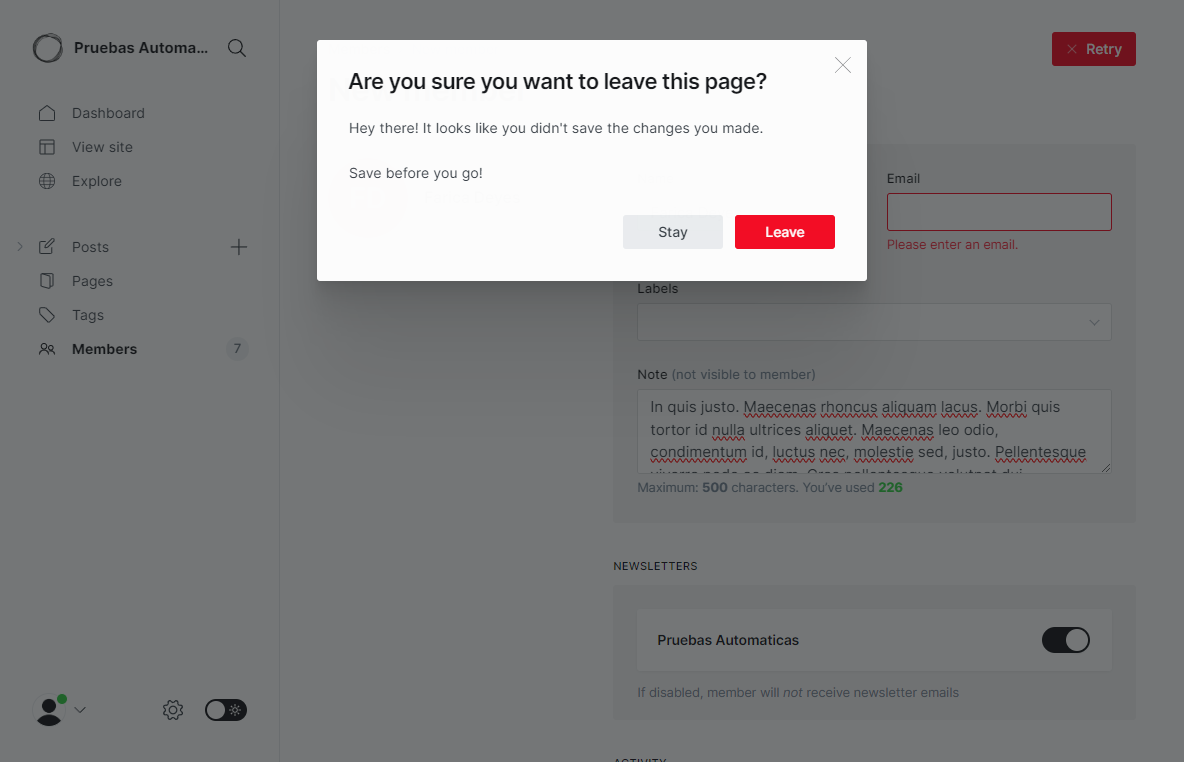 Pruebas Automa...
Dashboard
View site
Explore
Posts
Pages
Tags
Members
7
Are you sure you want to leave this page?
Hey there! It looks like you didn't save the changes you made.
Save before you go!
Stay
Leave
Retry
Email
Please enter an email.
Labels
Note (not visible to member)
In quis justo. Maecenas rhoncus aliquam lacus. Morbi quis
tortor id nulla ultrices aliquet. Maecenas leo odio,
condimentum id, luctus nec, molestie sed, justo. Pellentesque
Maximum: 500 characters. You've used 226
NEWSLETTERS
Pruebas Automaticas
If disabled, member will not receive newsletter emails
ACTIVITY